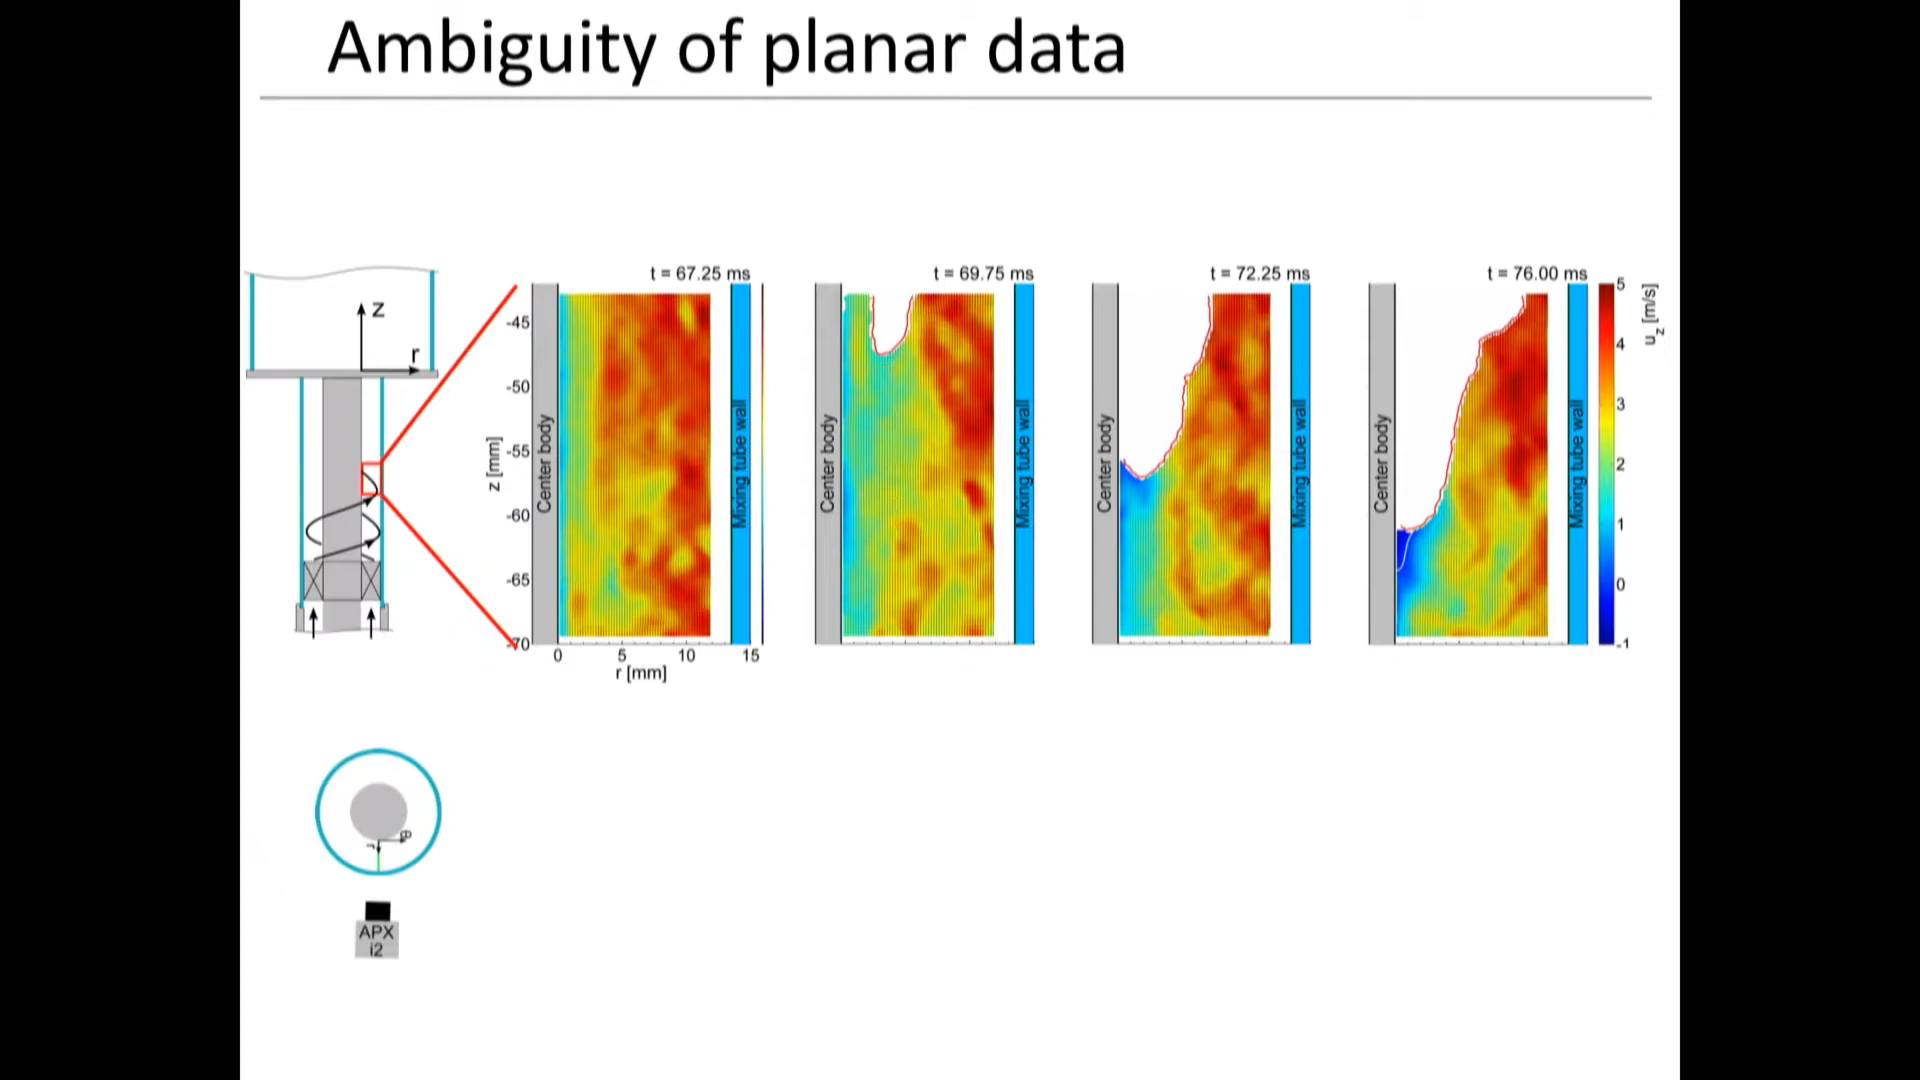 Ambiguity of planar data
t = 67.25 ms
t = 69.75 ms
t = 72.25 ms
t = 76.00 ms
z
r
z [mm]
-45
-50
-55
-60
-65
-70
Center body
Mixing tube wall
0 5 10 15
r [mm]
Center body
Mixing tube wall
Center body
Mixing tube wall
Center body
Mixing tube wall
5
4
3
2
1
0
-1
u_z [m/s]
θ
r
APX
i2